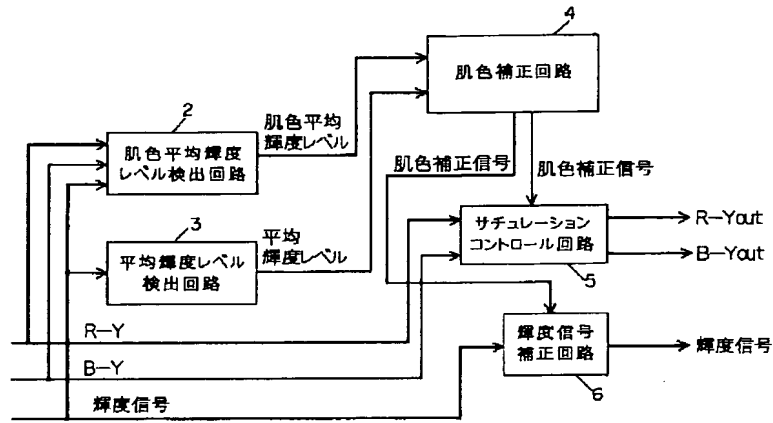 4
肌色補正回路
2
肌色平均輝度
レベル検出回路
肌色平均
輝度レベル
肌色補正信号
肌色補正信号
3
平均輝度レベル
検出回路
平均
輝度レベル
サチュレーション
コントロール回路
5
R-Yout
B-Yout
R-Y
B-Y
輝度信号
輝度信号
補正回路
6
輝度信号